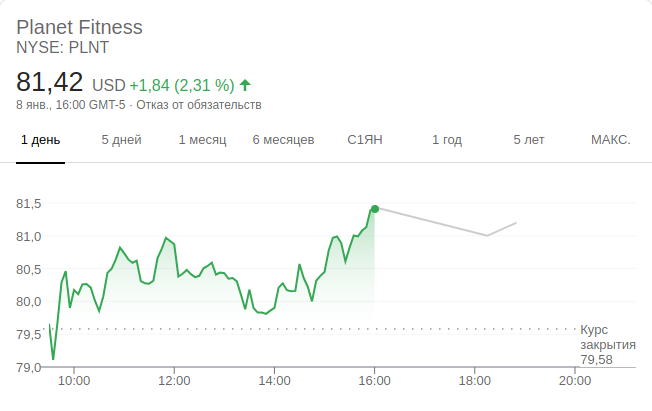 Planet Fitness
NYSE: PLNT
81,42 USD +1,84 (2,31 %)
8 янв., 16:00 GMT-5 · Отказ от обязательств
1 день 5 дней 1 месяц 6 месяцев С1ЯН 1 год 5 лет МАКС.
81,5
81,0
80,5
80,0
79,5
79,0
Курс
закрытия
79,58
10:00 12:00 14:00 16:00 18:00 20:00